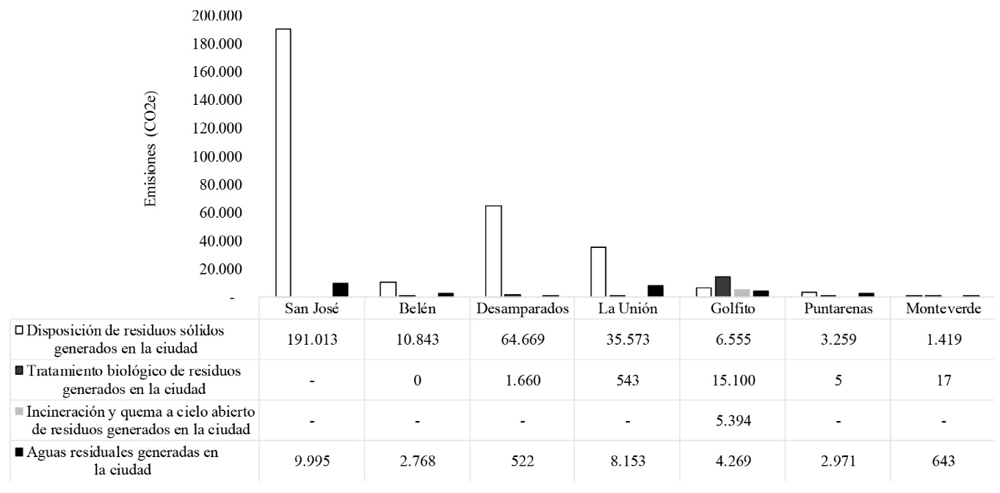 200.000
180.000
160.000
140.000
120.000
100.000
80.000
60.000
40.000
20.000
-
Emisiones (CO2e)
San José Belén Desamparados La Unión Golfito Puntarenas Monteverde
Disposición de residuos sólidos
generados en la ciudad
191.013 10.843 64.669 35.573 6.555 3.259 1.419
Tratamiento biológico de residuos
generados en la ciudad
- 0 1.660 543 15.100 5 17
Incineración y quema a cielo abierto
de residuos generados en la ciudad
- - - - 5.394 - -
Aguas residuales generadas en
la ciudad
9.995 2.768 522 8.153 4.269 2.971 643